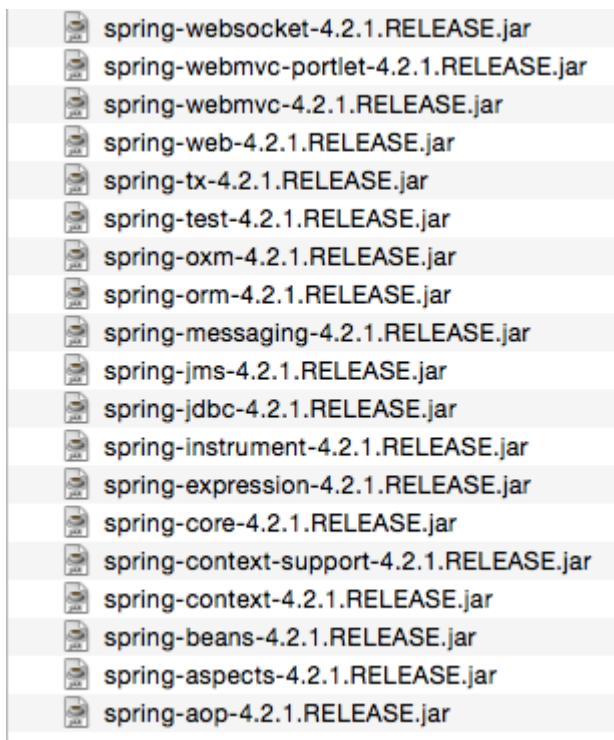 spring-websocket-4.2.1.RELEASE.jar
spring-webmvc-portlet-4.2.1.RELEASE.jar
spring-webmvc-4.2.1.RELEASE.jar
spring-web-4.2.1.RELEASE.jar
spring-tx-4.2.1.RELEASE.jar
spring-test-4.2.1.RELEASE.jar
spring-oxm-4.2.1.RELEASE.jar
spring-orm-4.2.1.RELEASE.jar
spring-messaging-4.2.1.RELEASE.jar
spring-jms-4.2.1.RELEASE.jar
spring-jdbc-4.2.1.RELEASE.jar
spring-instrument-4.2.1.RELEASE.jar
spring-expression-4.2.1.RELEASE.jar
spring-core-4.2.1.RELEASE.jar
spring-context-support-4.2.1.RELEASE.jar
spring-context-4.2.1.RELEASE.jar
spring-beans-4.2.1.RELEASE.jar
spring-aspects-4.2.1.RELEASE.jar
spring-aop-4.2.1.RELEASE.jar